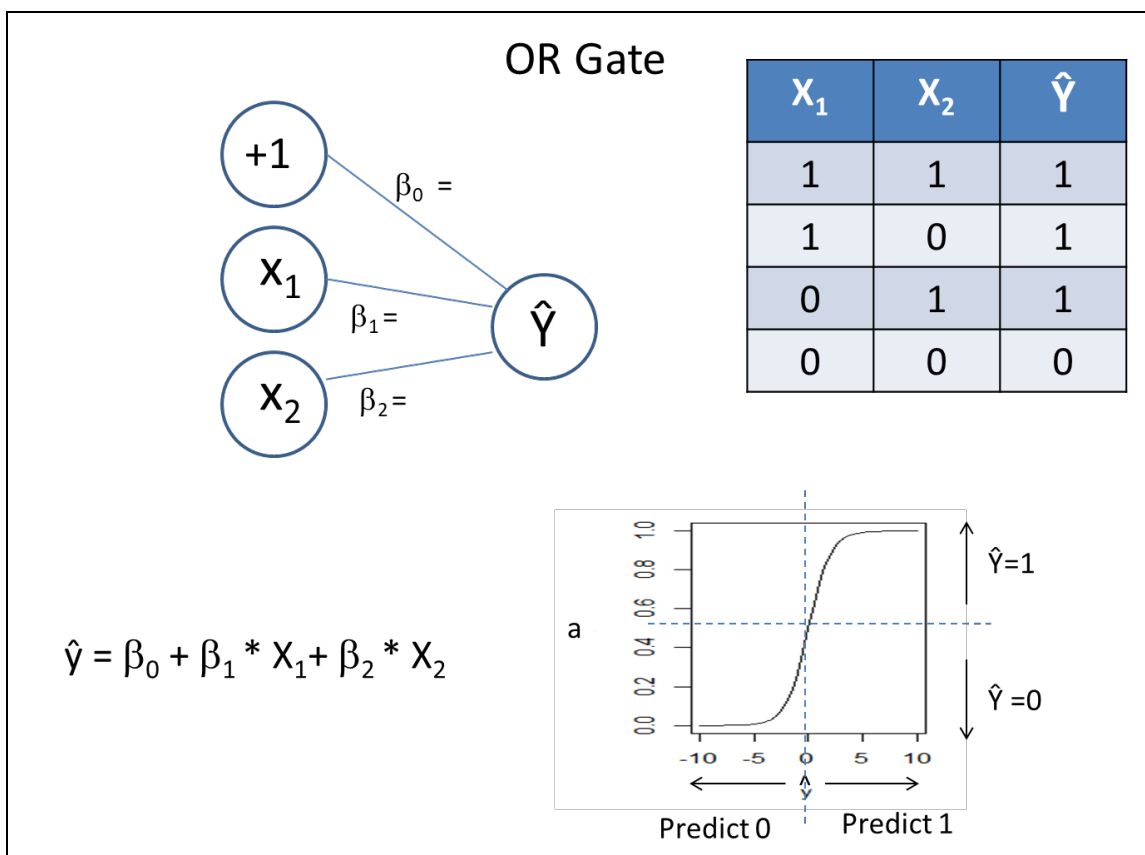 OR Gate
+1
x₁
x₂
β₀ =
β₁ =
β₂ =
Ŷ
X₁ X₂ Ŷ
1 1 1
1 0 1
0 1 1
0 0 0
ŷ = β₀ + β₁ * X₁+ β₂ * X₂
a
1.0
0.8
0.6
0.4
0.2
0.0
-10 -5 0 5 10
ŷ
Ŷ=1
Ŷ =0
Predict 0 Predict 1